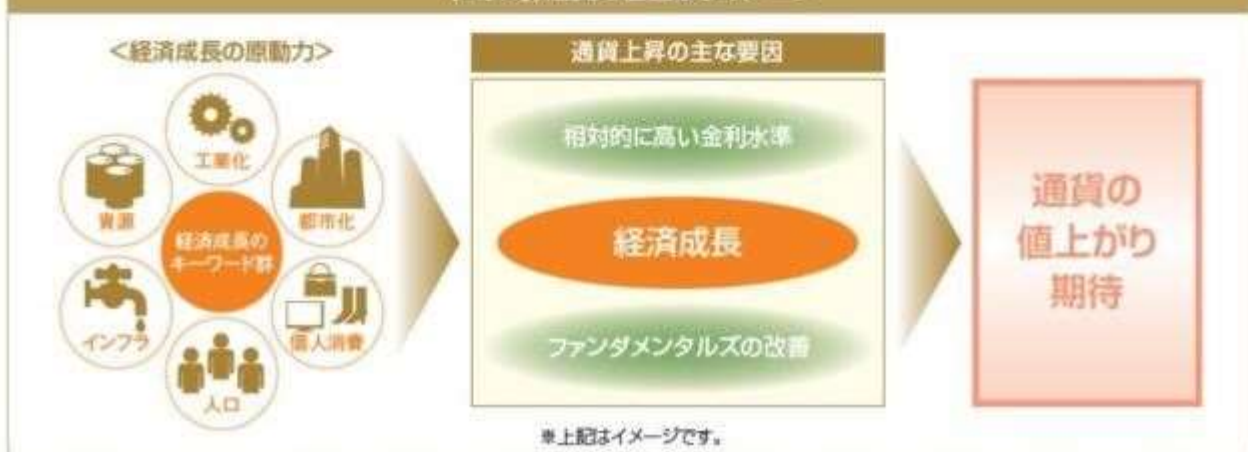 <経済成長の原動力>
工業化
資源
都市化
経済成長の
キーワード群
インフラ
個人消費
人口
通貨上昇の主な要因
相対的に高い金利水準
経済成長
ファンダメンタルズの改善
通貨の
値上がり
期待
※上記はイメージです。